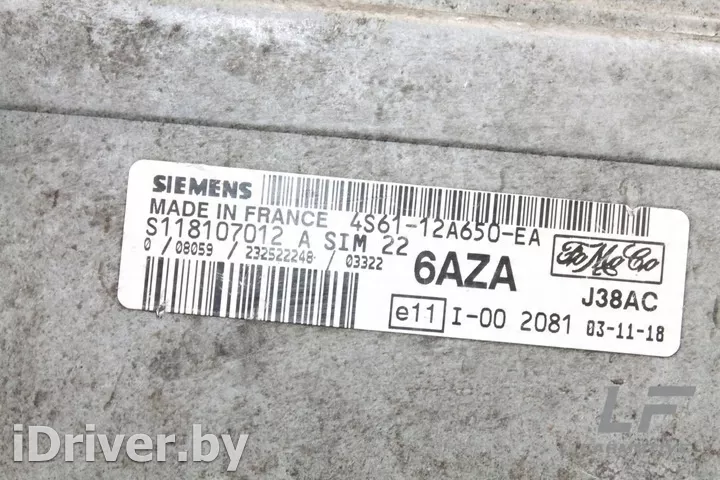 SIEMENS
MADE IN FRANCE 4S61-12A650-EA
S118107012 A SIM 22
0 / 08059 / 232522248 / 03322
6AZA
FoMoCo
J38AC
e11 I-00 2081 03-11-18
LF
iDriver.by